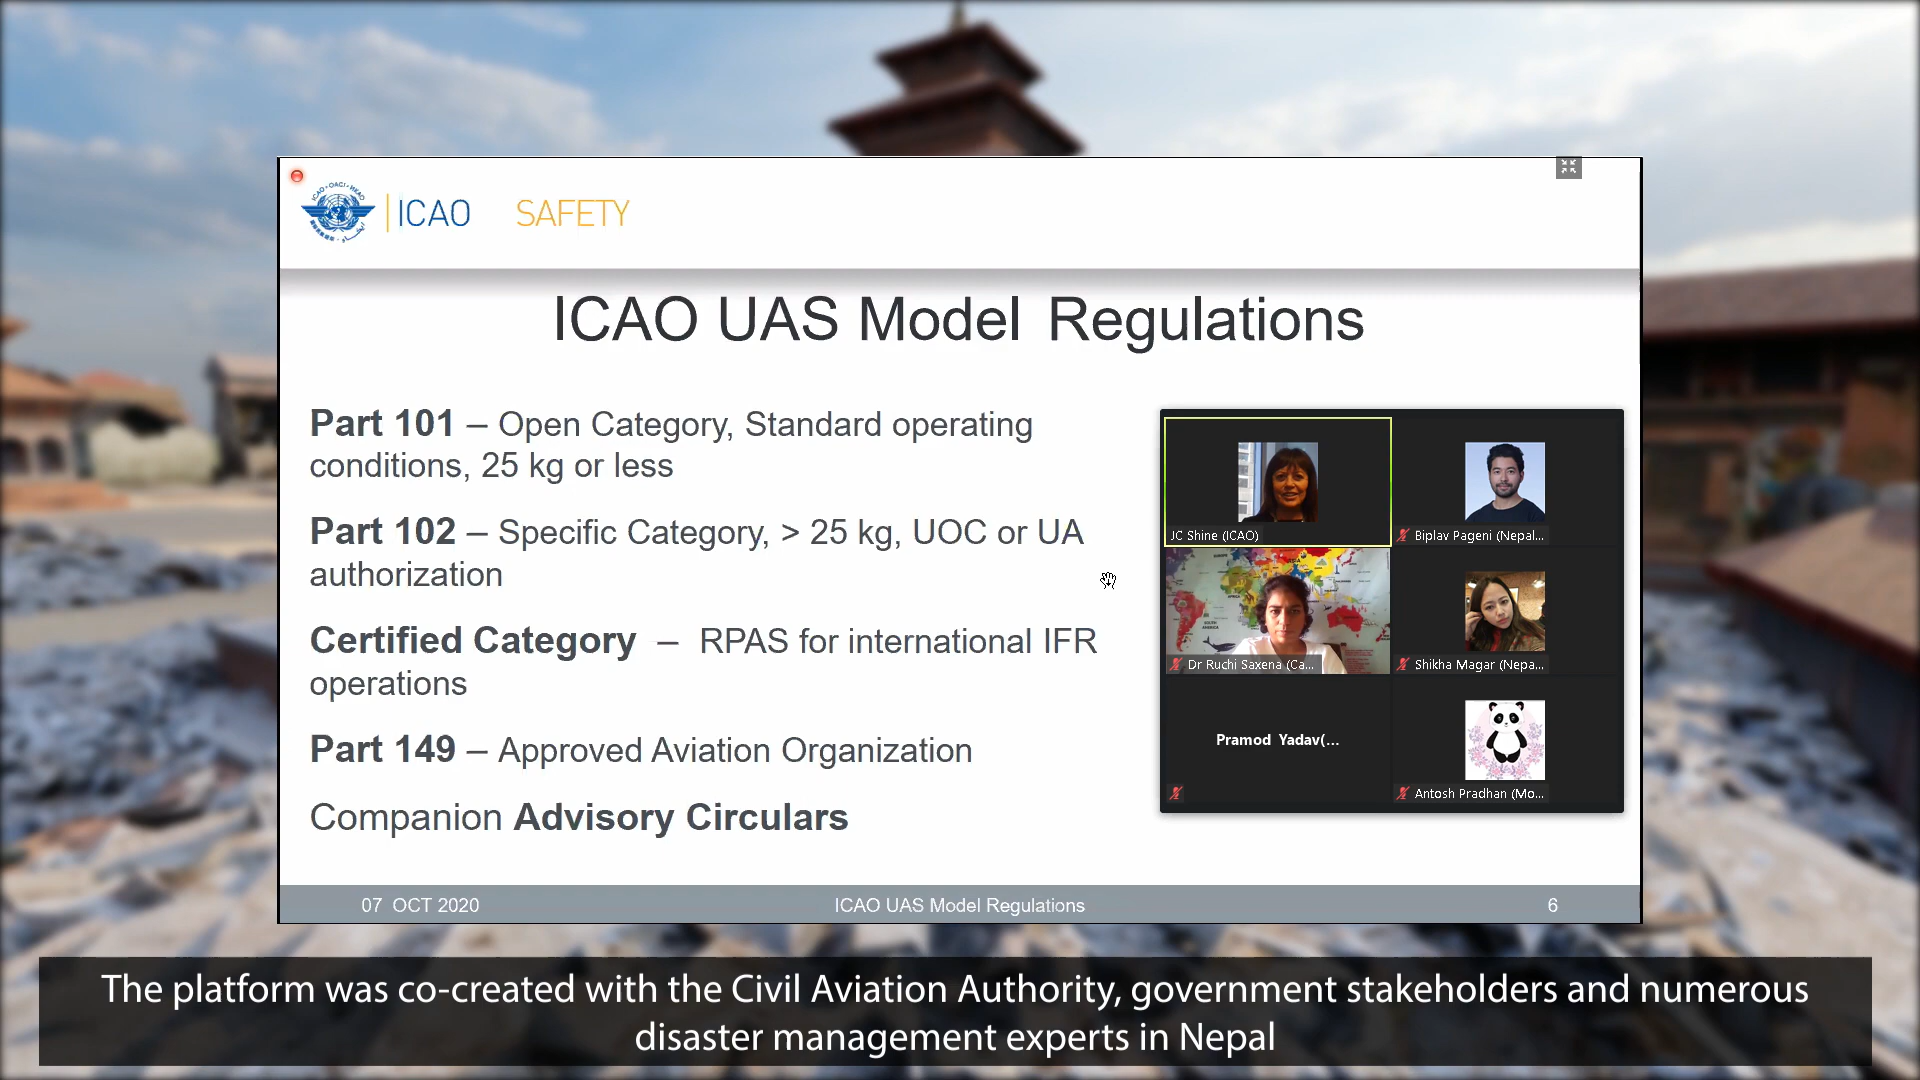 ICAO SAFETY
ICAO UAS Model Regulations
Part 101 – Open Category, Standard operating
conditions, 25 kg or less
Part 102 – Specific Category, > 25 kg, UOC or UA
authorization
Certified Category – RPAS for international IFR
operations
Part 149 – Approved Aviation Organization
Companion Advisory Circulars
JC Shine (ICAO)
Biplav Pageni (Nepal...
Dr Ruchi Saxena (Ca...
Shikha Magar (Nepa...
Pramod Yadav(...
Antosh Pradhan (Mo...
07 OCT 2020
ICAO UAS Model Regulations
6
The platform was co-created with the Civil Aviation Authority, government stakeholders and numerous
disaster management experts in Nepal